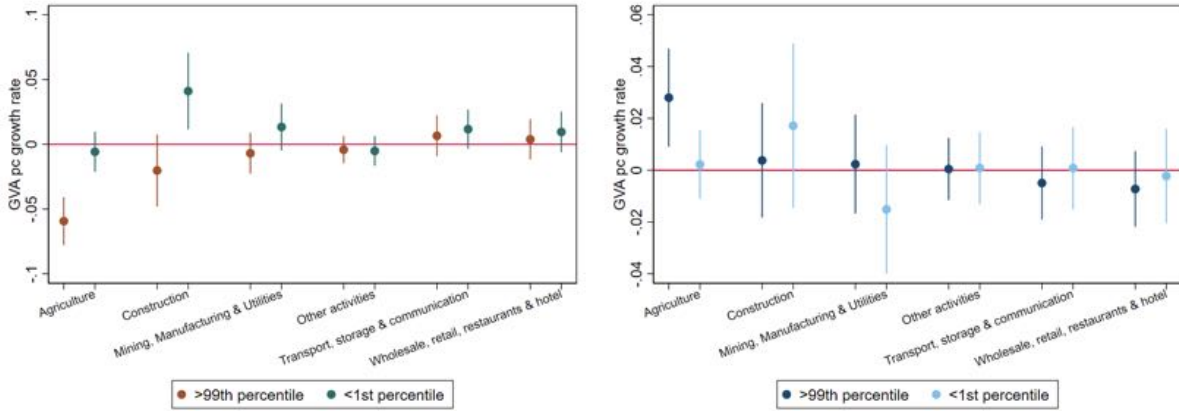 GVA pc growth rate
.1
.05
0
-.05
-.1
Agriculture
Construction
Mining, Manufacturing & Utilities
Other activities
Transport, storage & communication
Wholesale, retail, restaurants & hotel
>99th percentile
<1st percentile
GVA pc growth rate
.06
.04
.02
0
-.02
-.04
Agriculture
Construction
Mining, Manufacturing & Utilities
Other activities
Transport, storage & communication
Wholesale, retail, restaurants & hotel
>99th percentile
<1st percentile